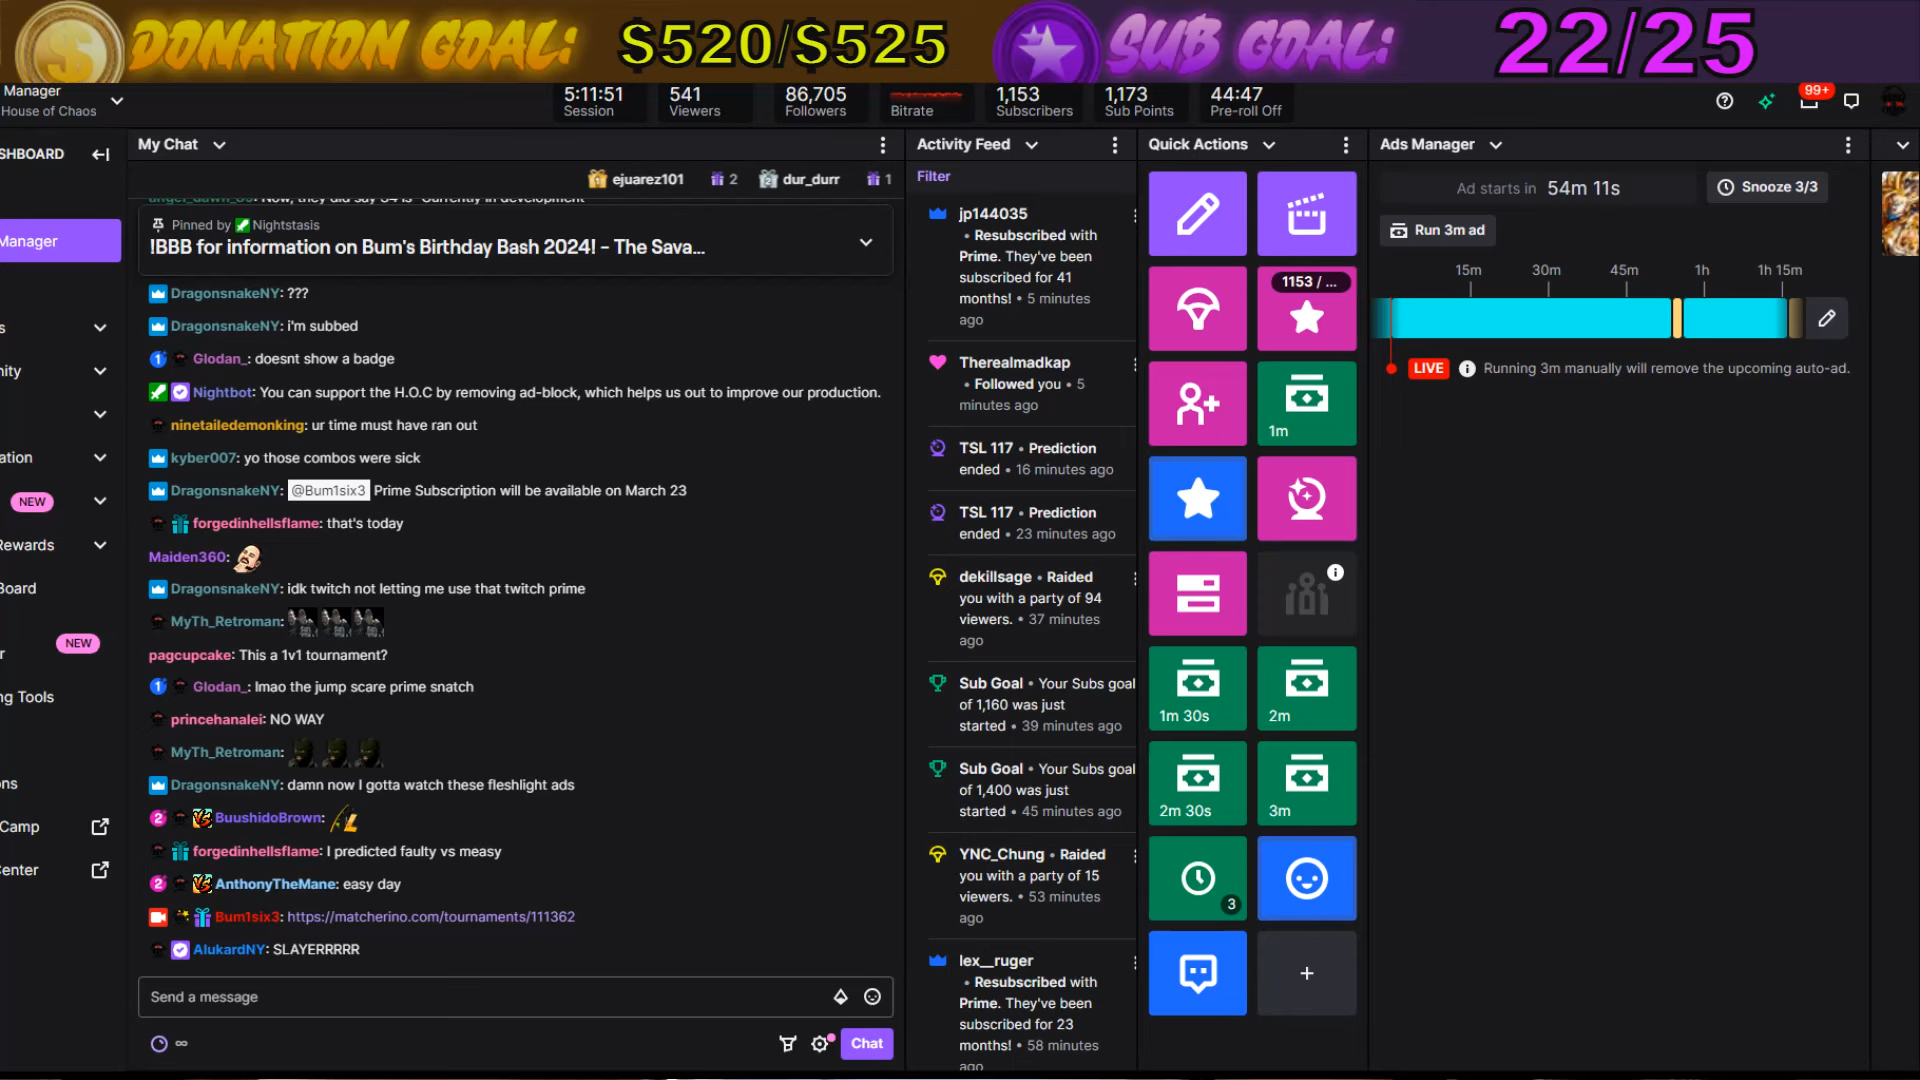 DONATION GOAL: $520/$525 SUB GOAL: 22/25
Manager
House of Chaos
5:11:51
Session
541
Viewers
86,705
Followers
Bitrate
1,153
Subscribers
1,173
Sub Points
44:47
Pre-roll Off
99+
SHBOARD
Manager
s
nity
ation
NEW
Rewards
Board
r
NEW
ng Tools
ons
Camp
Center
My Chat
ejuarez101 2 dur_durr 1
Pinned by Nightstasis
!BBB for information on Bum's Birthday Bash 2024! - The Sava...
DragonsnakeNY: ???
DragonsnakeNY: i'm subbed
Glodan_: doesnt show a badge
Nightbot: You can support the H.O.C by removing ad-block, which helps us out to improve our production.
ninetailedemonking: ur time must have ran out
kyber007: yo those combos were sick
DragonsnakeNY: @Bum1six3 Prime Subscription will be available on March 23
forgedinhellsflame: that's today
Maiden360:
DragonsnakeNY: idk twitch not letting me use that twitch prime
MyTh_Retroman:
pagcupcake: This a 1v1 tournament?
Glodan_: lmao the jump scare prime snatch
princehanalei: NO WAY
MyTh_Retroman:
DragonsnakeNY: damn now I gotta watch these fleshlight ads
BuushidoBrown:
forgedinhellsflame: I predicted faulty vs measy
AnthonyTheMane: easy day
Bum1six3: https://matcherino.com/tournaments/111362
AlukardNY: SLAYERRRRR
Send a message
Chat
Activity Feed
Filter
jp144035
• Resubscribed with
Prime. They've been
subscribed for 41
months! • 5 minutes
ago
Therealmadkap
• Followed you • 5
minutes ago
TSL 117 • Prediction
ended • 16 minutes ago
TSL 117 • Prediction
ended • 23 minutes ago
dekillsage • Raided
you with a party of 94
viewers. • 37 minutes
ago
Sub Goal • Your Subs goal
of 1,160 was just
started • 39 minutes ago
Sub Goal • Your Subs goal
of 1,400 was just
started • 45 minutes ago
YNC_Chung • Raided
you with a party of 15
viewers. • 53 minutes
ago
lex__ruger
• Resubscribed with
Prime. They've been
subscribed for 23
months! • 58 minutes
ago
Quick Actions
1153 / ...
1m
1m 30s
2m
2m 30s
3m
3
+
Ads Manager
Ad starts in 54m 11s
Snooze 3/3
Run 3m ad
15m 30m 45m 1h 1h 15m
LIVE Running 3m manually will remove the upcoming auto-ad.